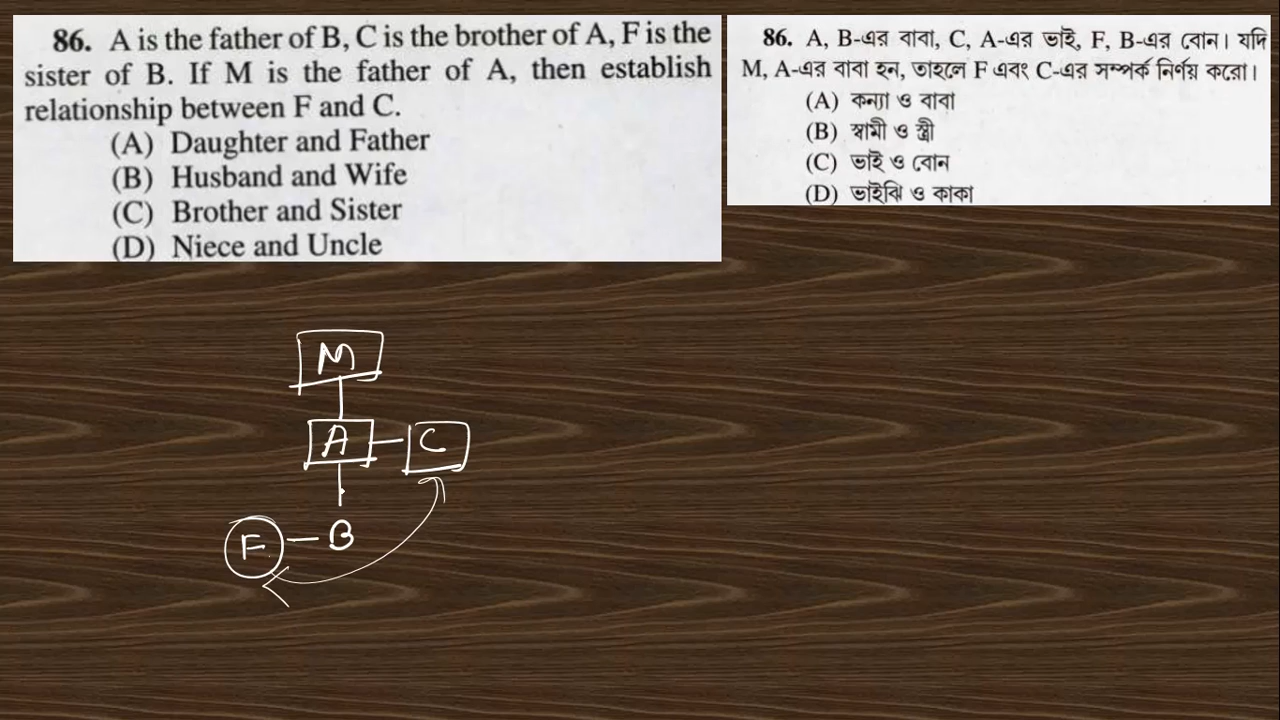 86. A is the father of B, C is the brother of A, F is the
sister of B. If M is the father of A, then establish
relationship between F and C.
(A) Daughter and Father
(B) Husband and Wife
(C) Brother and Sister
(D) Niece and Uncle
86. A, B-এর বাবা, C, A-এর ভাই, F, B-এর বোন। যদি
M, A-এর বাবা হন, তাহলে F এবং C-এর সম্পর্ক নির্ণয় করো।
(A) কন্যা ও বাবা
(B) স্বামী ও স্ত্রী
(C) ভাই ও বোন
(D) ভাইঝি ও কাকা
M
A C
F B